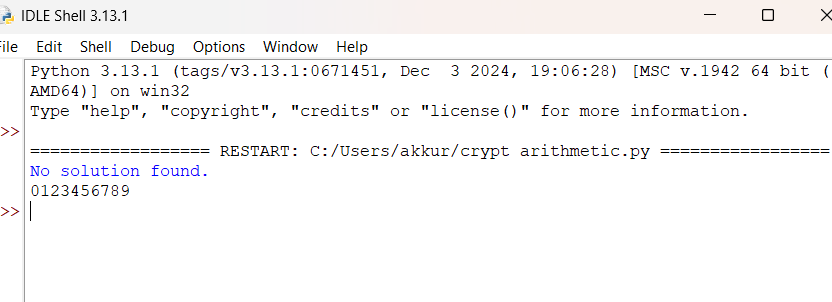 IDLE Shell 3.13.1
File Edit Shell Debug Options Window Help
Python 3.13.1 (tags/v3.13.1:0671451, Dec  3 2024, 19:06:28) [MSC v.1942 64 bit (
AMD64)] on win32
Type "help", "copyright", "credits" or "license()" for more information.
>>
================== RESTART: C:/Users/akkur/crypt arithmetic.py =================
No solution found.
0123456789
>>